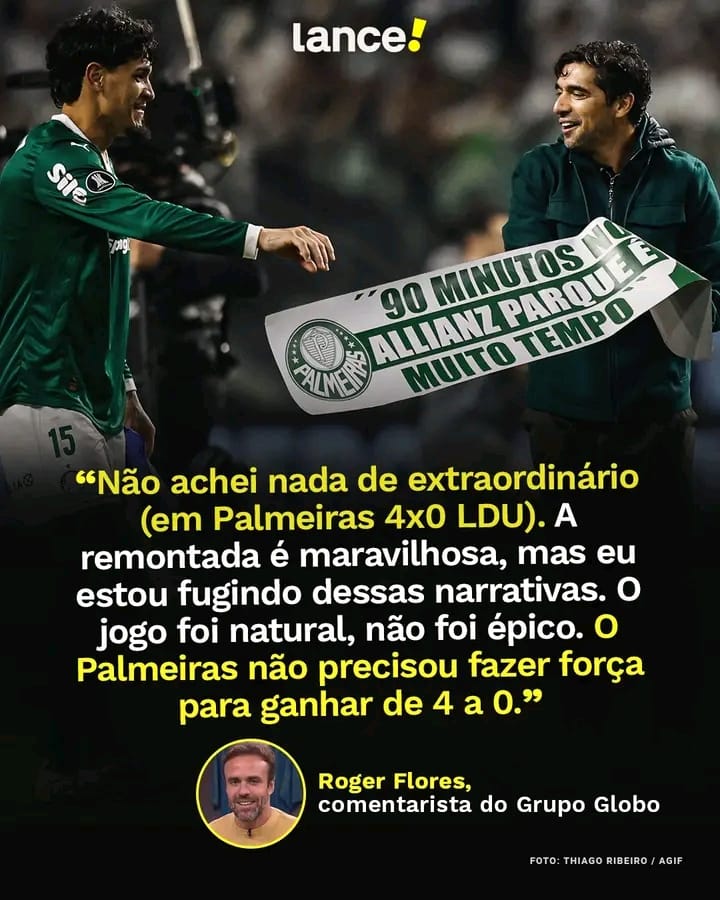 lance!
Sil
"90 MINUTOS NO
ALLIANZ PARQUE É
MUITO TEMPO"
PALMEIRAS
15
“Não achei nada de extraordinário
(em Palmeiras 4x0 LDU). A
remontada é maravilhosa, mas eu
estou fugindo dessas narrativas. O
jogo foi natural, não foi épico. O
Palmeiras não precisou fazer força
para ganhar de 4 a 0.”
Roger Flores,
comentarista do Grupo Globo
FOTO: THIAGO RIBEIRO / AGIF